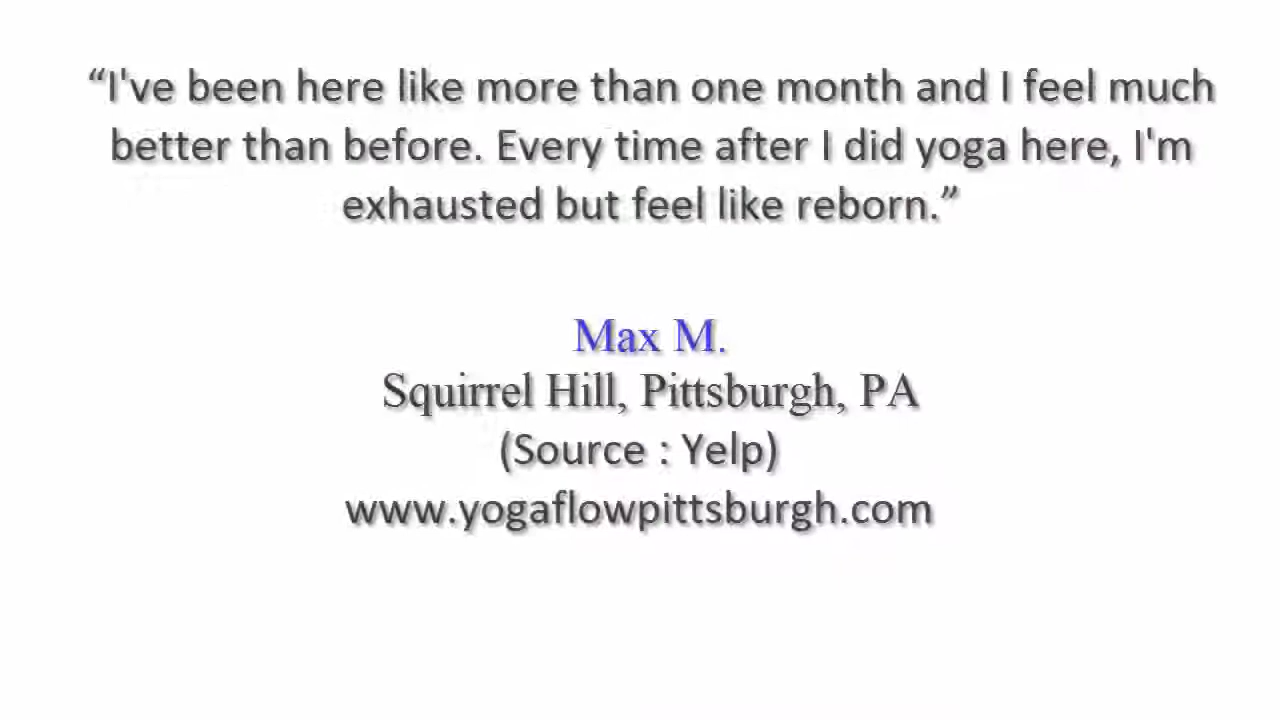 “I've been here like more than one month and I feel much
better than before. Every time after I did yoga here, I'm
exhausted but feel like reborn.”
Max M.
Squirrel Hill, Pittsburgh, PA
(Source : Yelp)
www.yogaflowpittsburgh.com